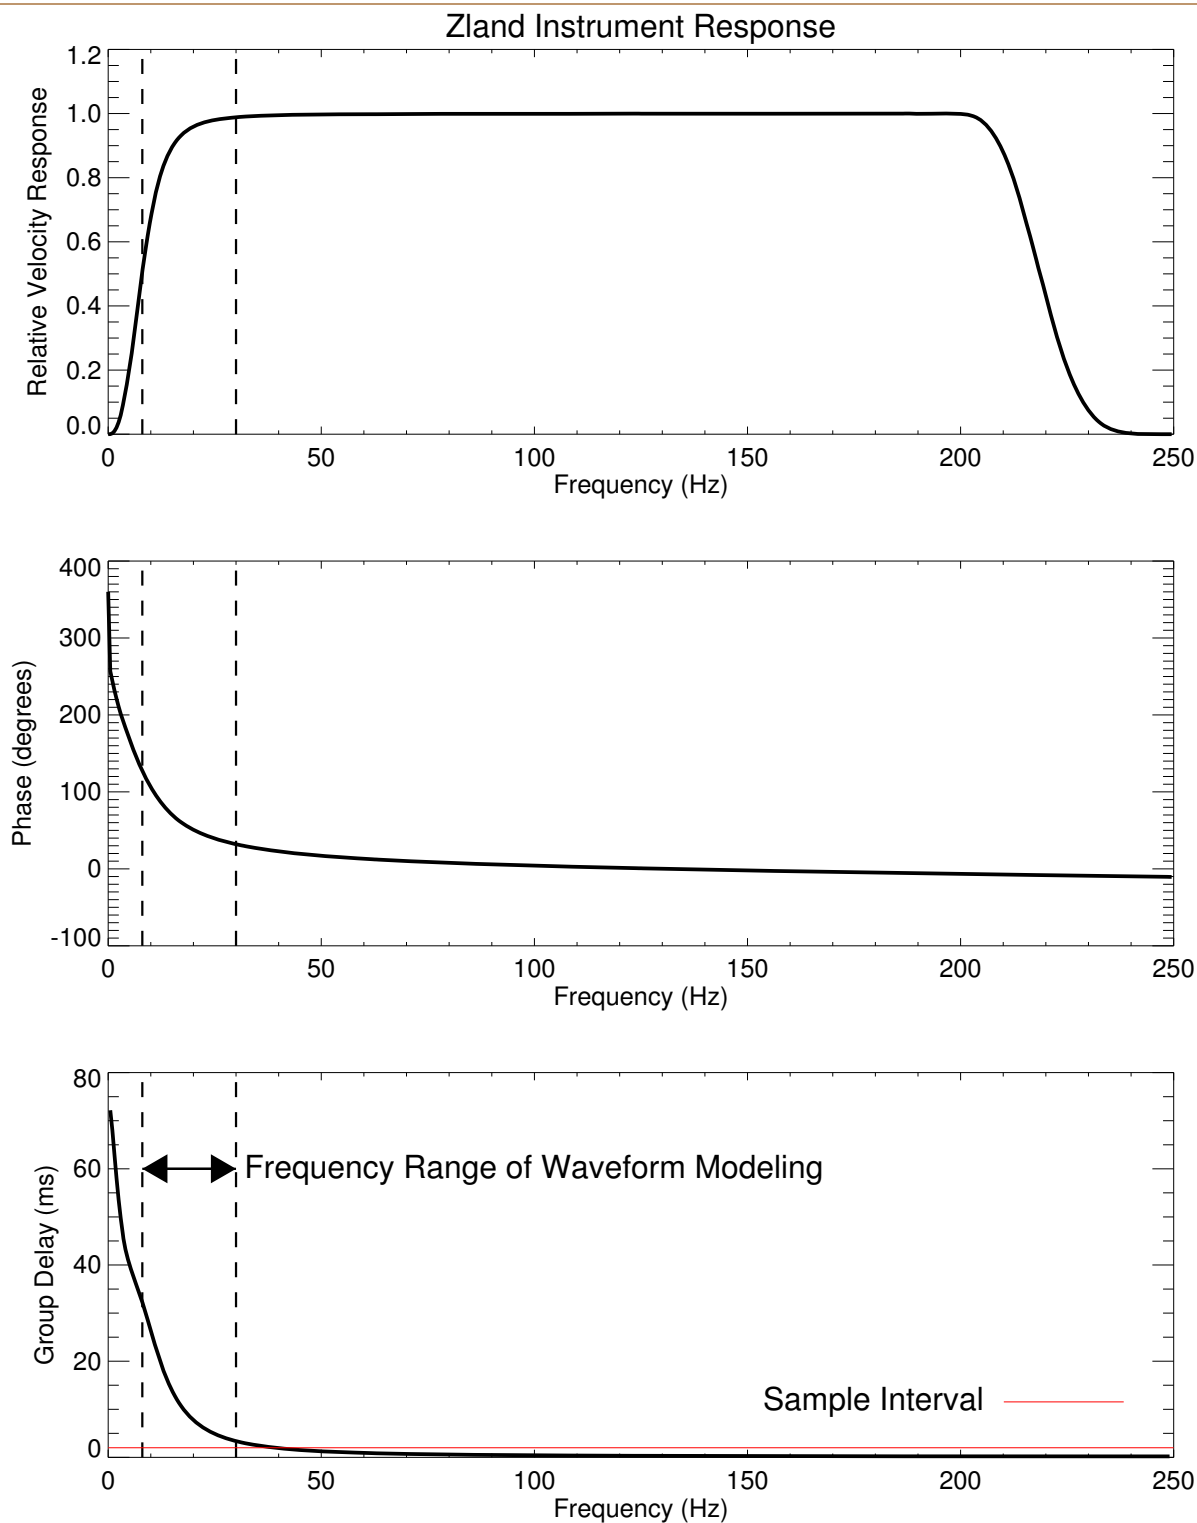 Zland Instrument Response
1.2
1.0
0.8
0.6
0.4
0.2
0.0
Relative Velocity Response
0 50 100 150 200 250
Frequency (Hz)
400
300
200
100
0
-100
Phase (degrees)
0 50 100 150 200 250
Frequency (Hz)
80
60
40
20
0
Group Delay (ms)
Frequency Range of Waveform Modeling
Sample Interval
0 50 100 150 200 250
Frequency (Hz)